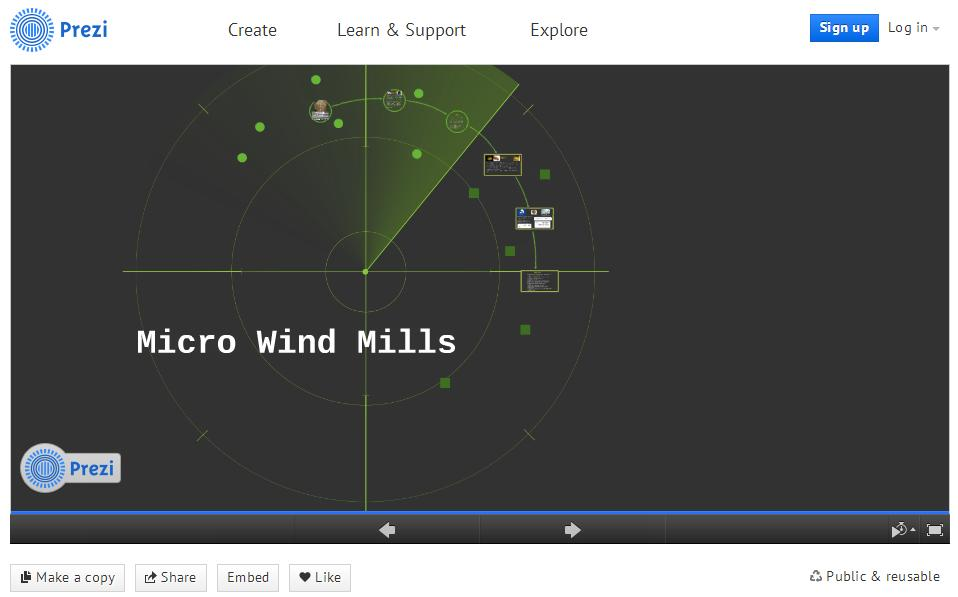 Prezi
Create
Learn & Support
Explore
Sign up
Log in
Micro Wind Mills
Prezi
Make a copy
Share
Embed
Like
Public & reusable